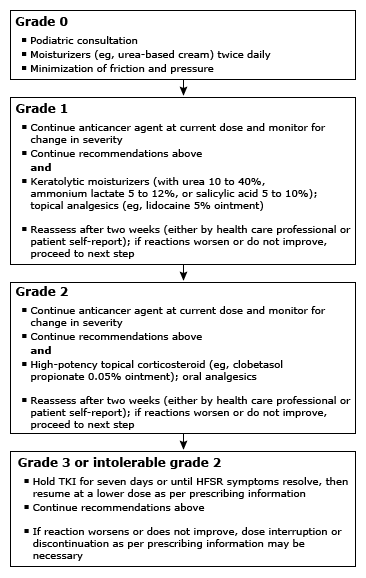 Grade 0
▪ Podiatric consultation
▪ Moisturizers (eg, urea-based cream) twice daily
▪ Minimization of friction and pressure
Grade 1
▪ Continue anticancer agent at current dose and monitor for
change in severity
▪ Continue recommendations above
and
▪ Keratolytic moisturizers (with urea 10 to 40%,
ammonium lactate 5 to 12%, or salicylic acid 5 to 10%);
topical analgesics (eg, lidocaine 5% ointment)
▪ Reassess after two weeks (either by health care professional or
patient self-report); if reactions worsen or do not improve,
proceed to next step
Grade 2
▪ Continue anticancer agent at current dose and monitor for
change in severity
▪ Continue recommendations above
and
▪ High-potency topical corticosteroid (eg, clobetasol
propionate 0.05% ointment); oral analgesics
▪ Reassess after two weeks (either by health care professional or
patient self-report); if reactions worsen or do not improve,
proceed to next step
Grade 3 or intolerable grade 2
▪ Hold TKI for seven days or until HFSR symptoms resolve, then
resume at a lower dose as per prescribing information
▪ Continue recommendations above
▪ If reaction worsens or does not improve, dose interruption or
discontinuation as per prescribing information may be
necessary